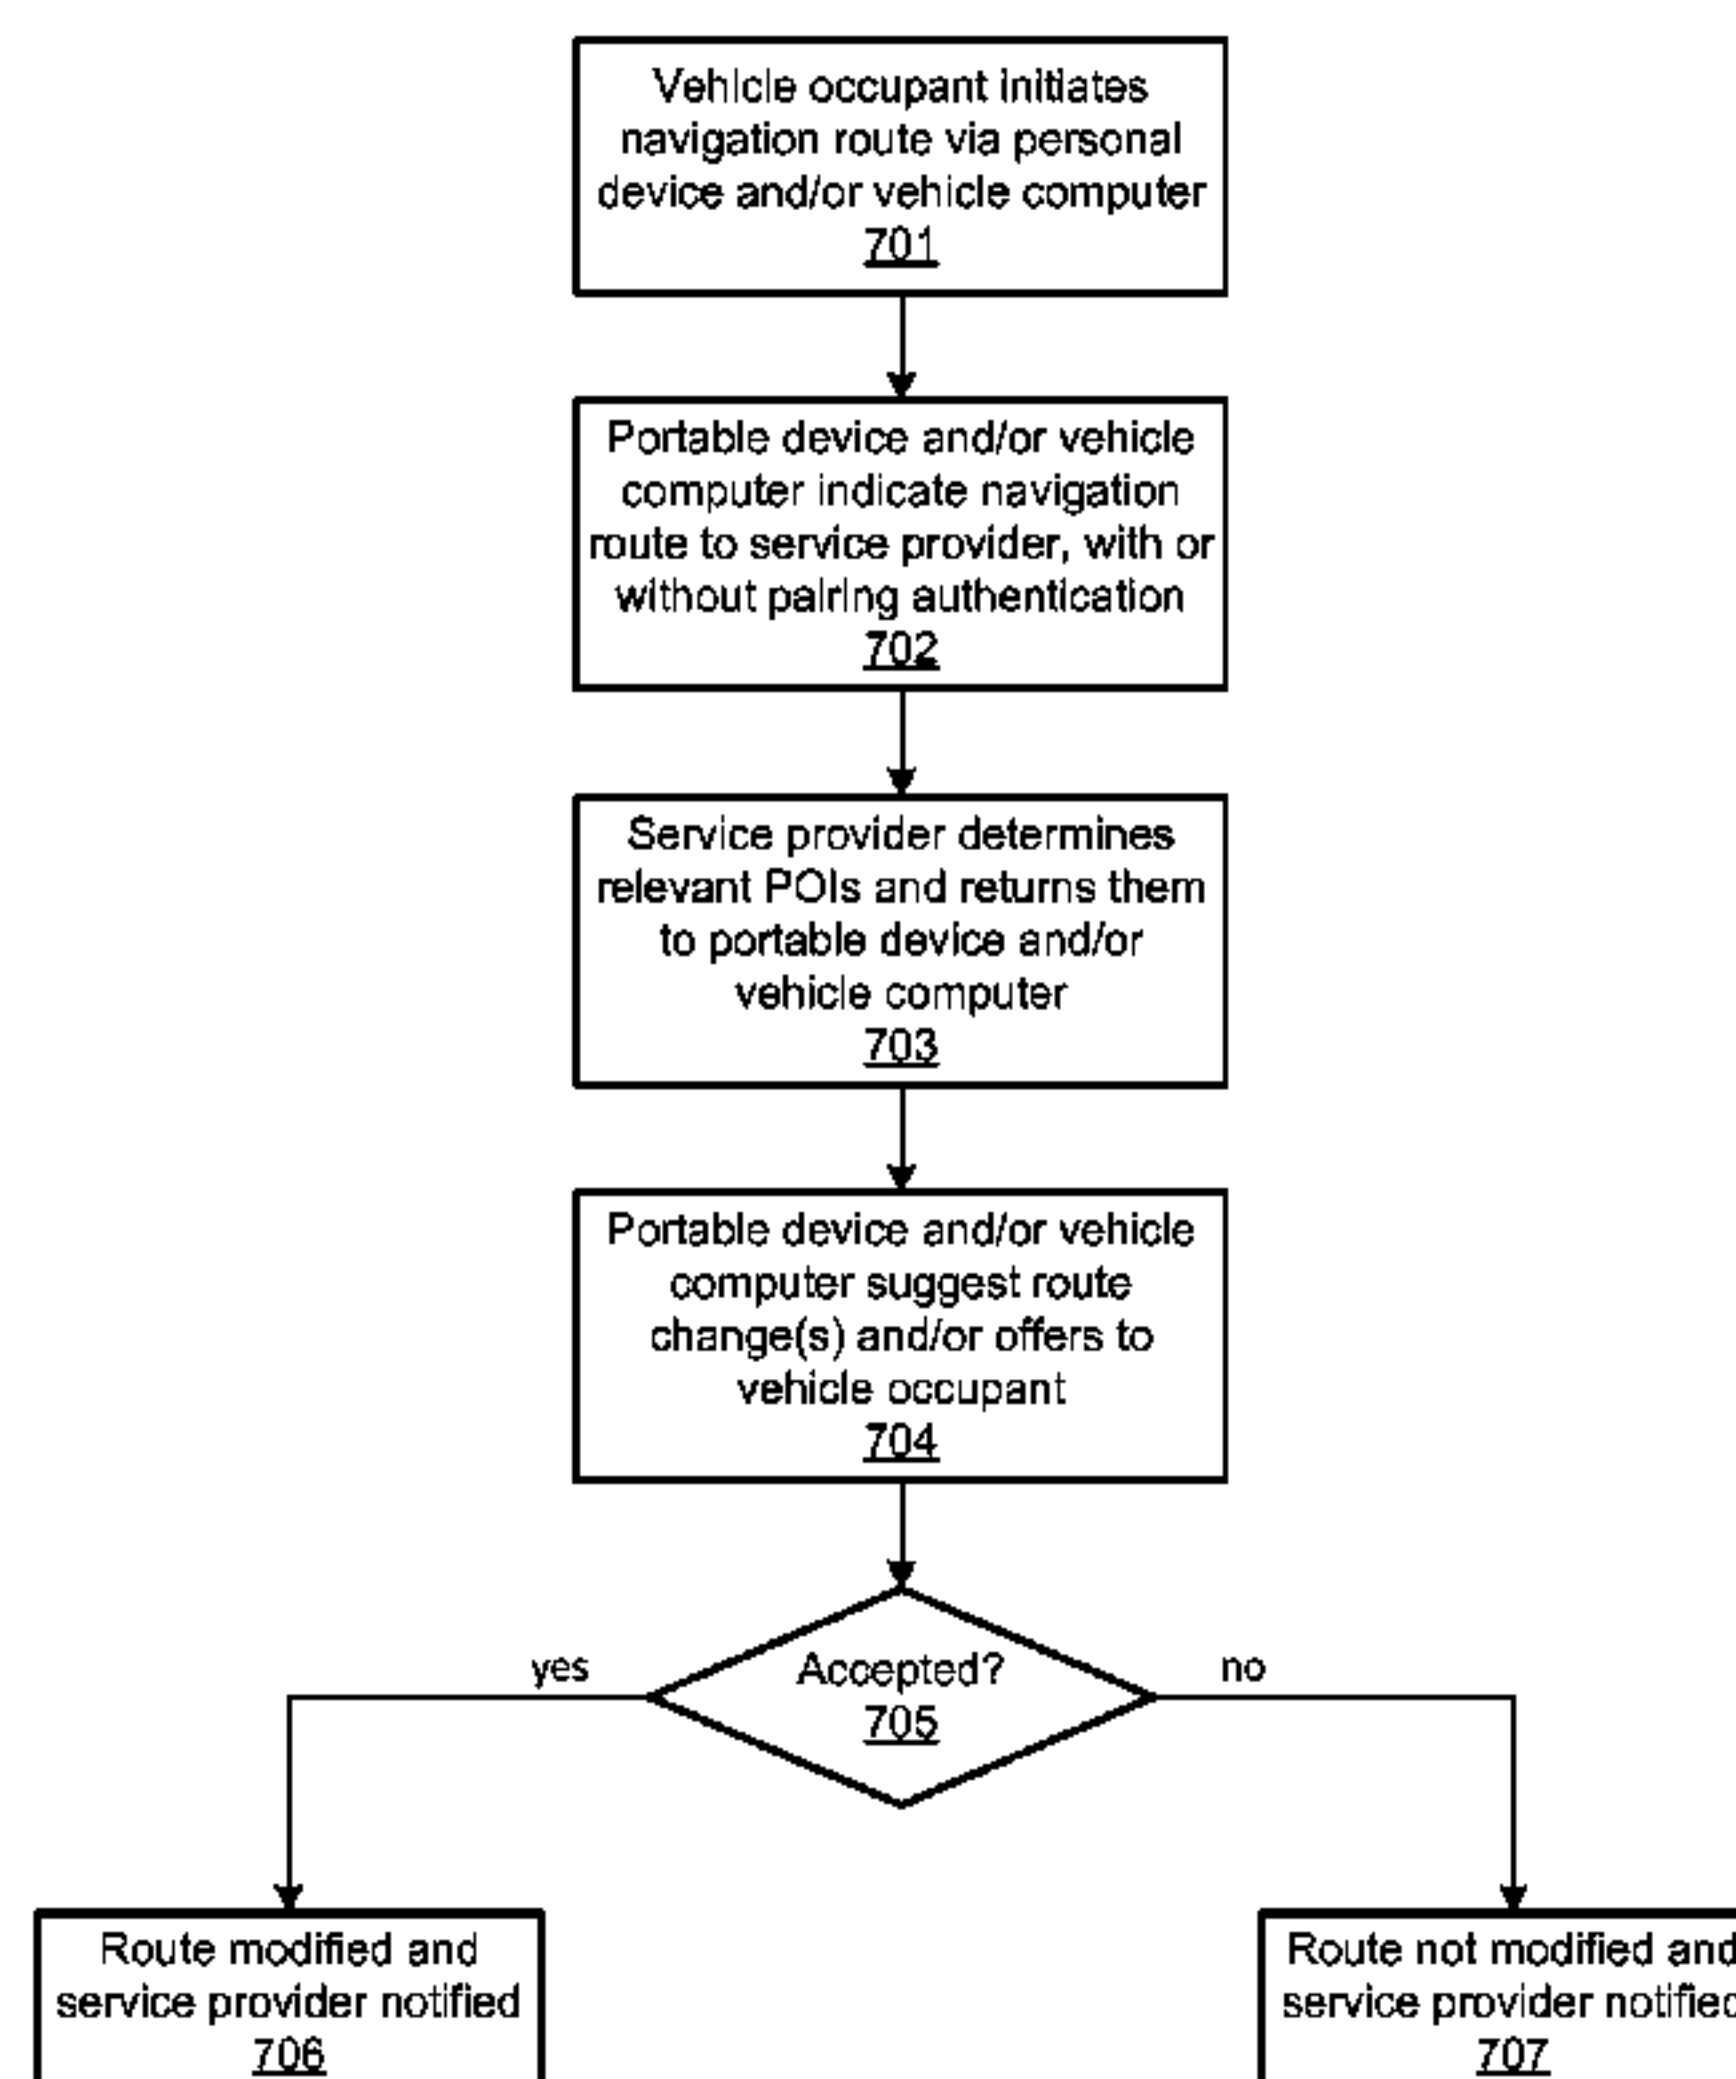 Vehicle occupant initiates
navigation route via personal
device and/or vehicle computer
701
Portable device and/or vehicle
computer indicate navigation
route to service provider, with or
without pairing authentication
702
Service provider determines
relevant POIs and returns them
to portable device and/or
vehicle computer
703
Portable device and/or vehicle
computer suggest route
change(s) and/or offers to
vehicle occupant
704
yes
Accepted?
no
705
Route modified and
service provider notified
706
Route not modified and
service provider notified
707